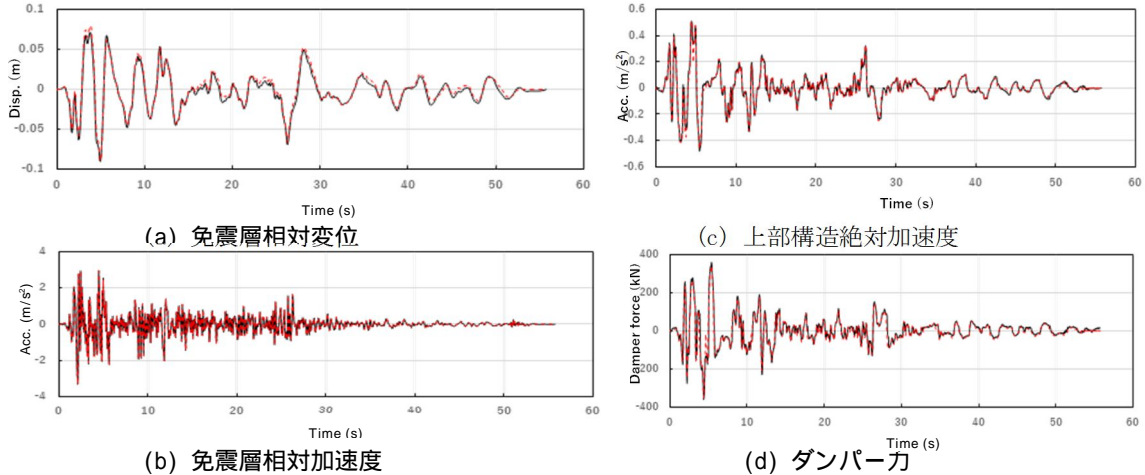 0.1
0.05
0
-0.05
-0.1
Disp. (m)
0 10 20 30 40 50 60
Time (s)
(a) 免震層相対変位
0.6
0.4
0.2
0
-0.2
-0.4
-0.6
Acc. (m/s²)
0 10 20 30 40 50 60
Time (s)
(c) 上部構造絶対加速度
4
2
0
-2
-4
Acc. (m/s²)
0 10 20 30 40 50 60
Time (s)
(b) 免震層相対加速度
400
200
0
-200
-400
Damper force (kN)
0 10 20 30 40 50 60
Time (s)
(d) ダンパー力